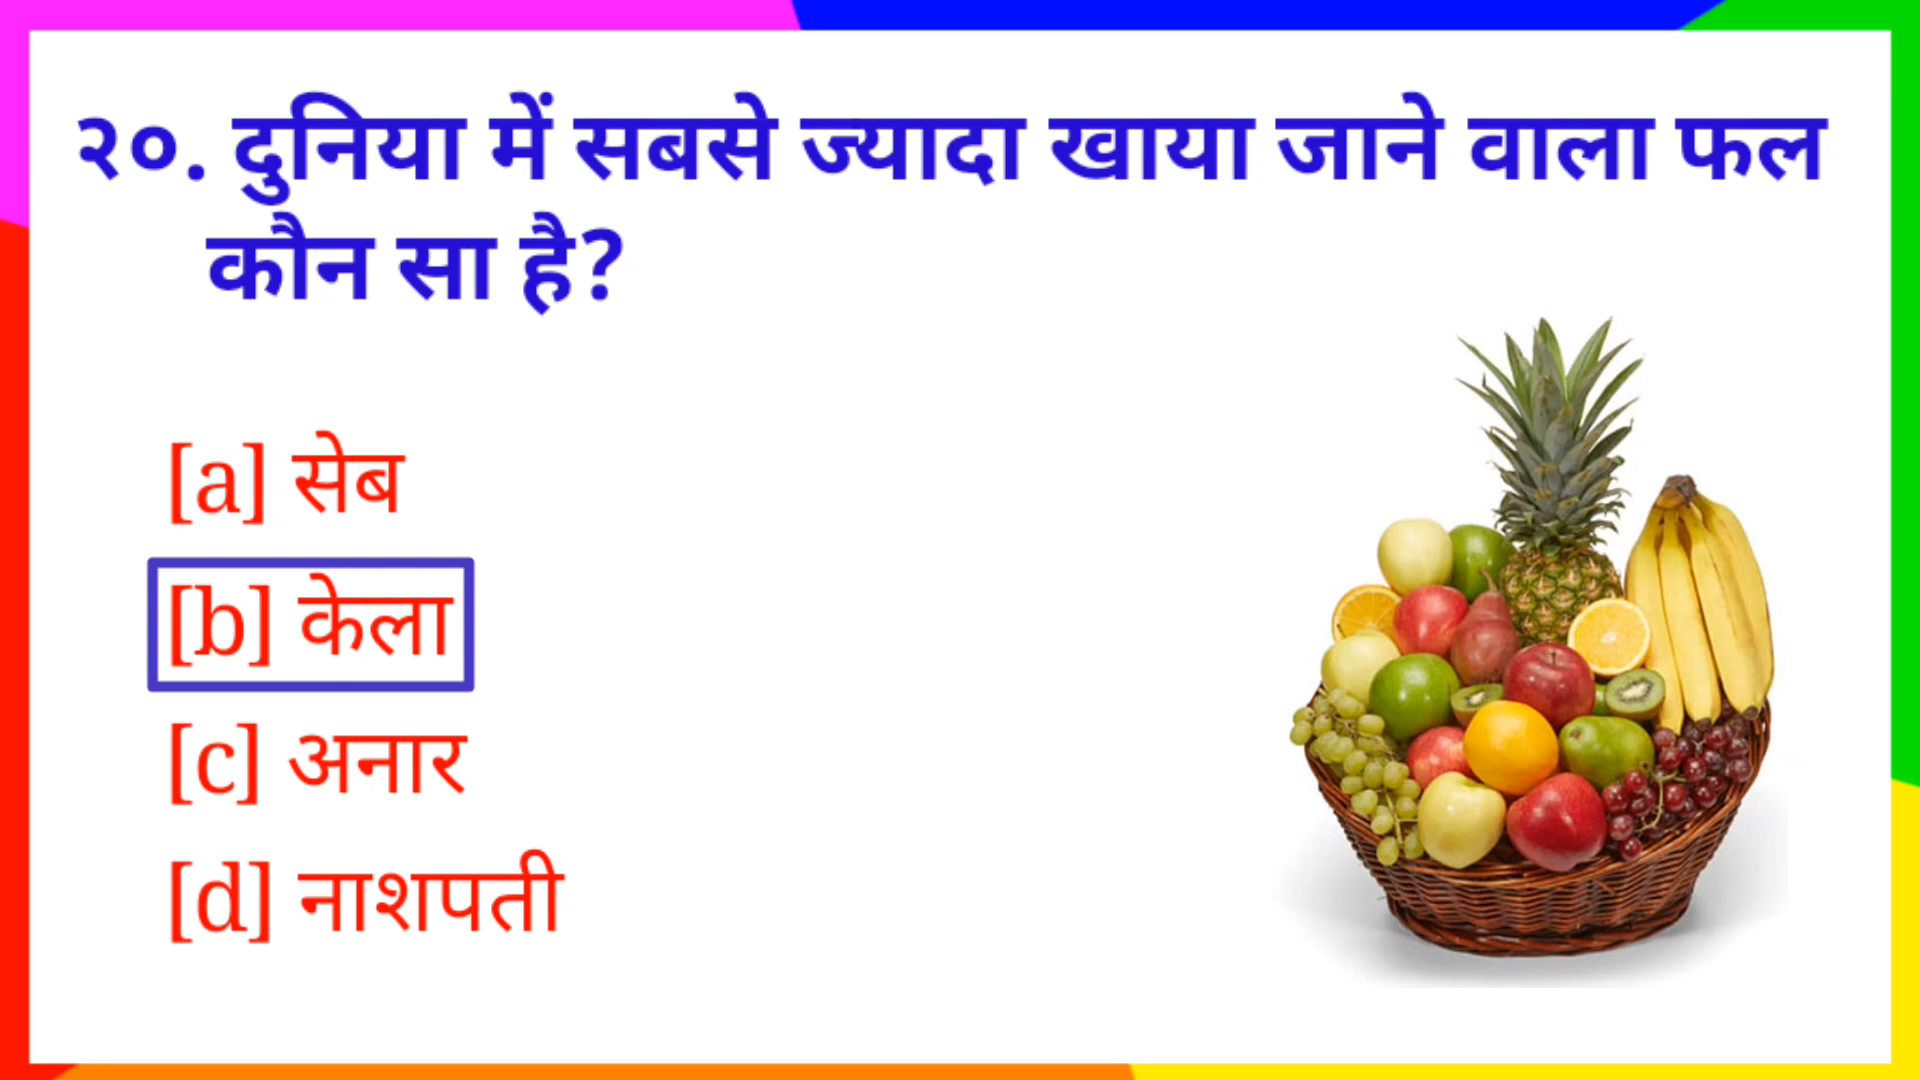 २०. दुनिया में सबसे ज्यादा खाया जाने वाला फल
कौन सा है?
[a] सेब
[b] केला
[c] अनार
[d] नाशपती